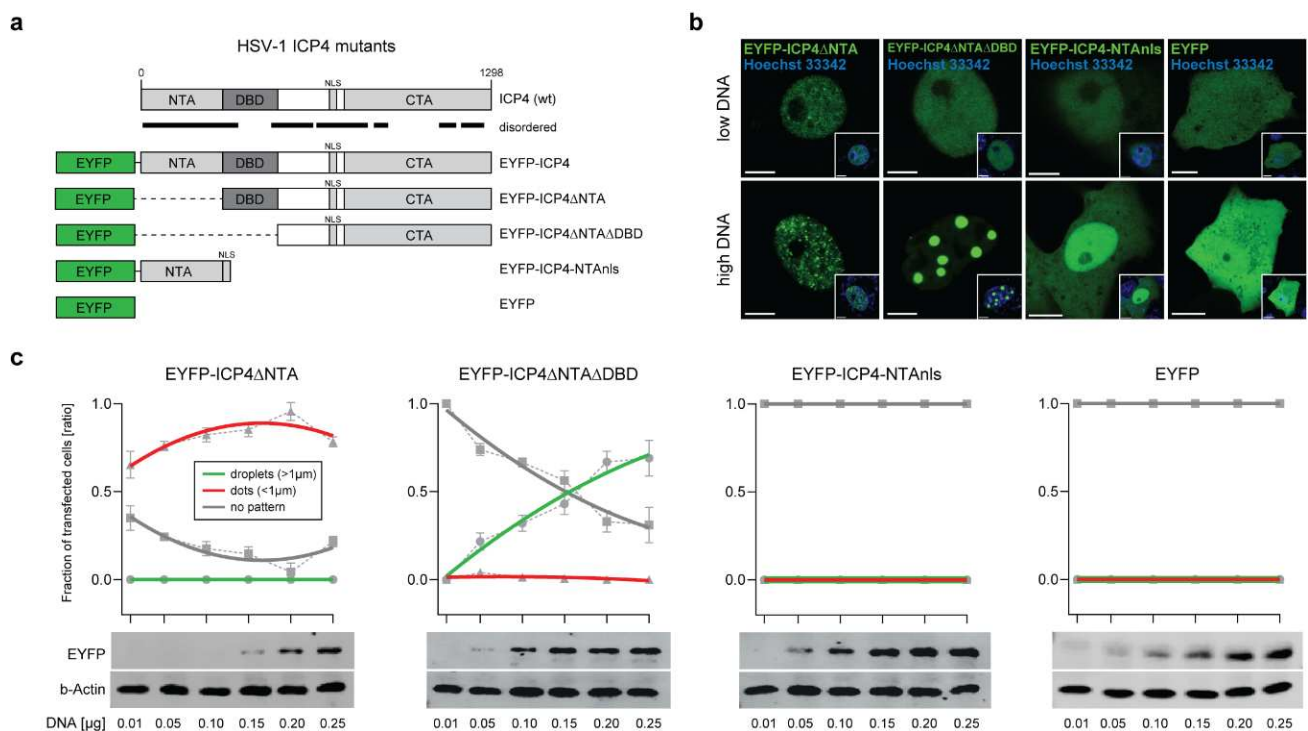 a
HSV-1 ICP4 mutants
0
1298
NLS
NTA
DBD
CTA
ICP4 (wt)
disordered
NLS
EYFP
NTA
DBD
CTA
EYFP-ICP4
NLS
EYFP
DBD
CTA
EYFP-ICP4ΔNTA
NLS
EYFP
CTA
EYFP-ICP4ΔNTAΔDBD
NLS
EYFP
NTA
EYFP-ICP4-NTAnls
EYFP
EYFP
b
EYFP-ICP4ΔNTA
Hoechst 33342
EYFP-ICP4ΔNTAΔDBD
Hoechst 33342
EYFP-ICP4-NTAnls
Hoechst 33342
EYFP
Hoechst 33342
low DNA
high DNA
c
EYFP-ICP4ΔNTA
EYFP-ICP4ΔNTAΔDBD
EYFP-ICP4-NTAnls
EYFP
Fraction of transfected cells [ratio]
1.0
0.5
0.0
droplets (>1µm)
dots (<1µm)
no pattern
1.0
0.5
0.0
1.0
0.5
0.0
1.0
0.5
0.0
EYFP
b-Actin
DNA [µg]
0.01 0.05 0.10 0.15 0.20 0.25
0.01 0.05 0.10 0.15 0.20 0.25
0.01 0.05 0.10 0.15 0.20 0.25
0.01 0.05 0.10 0.15 0.20 0.25